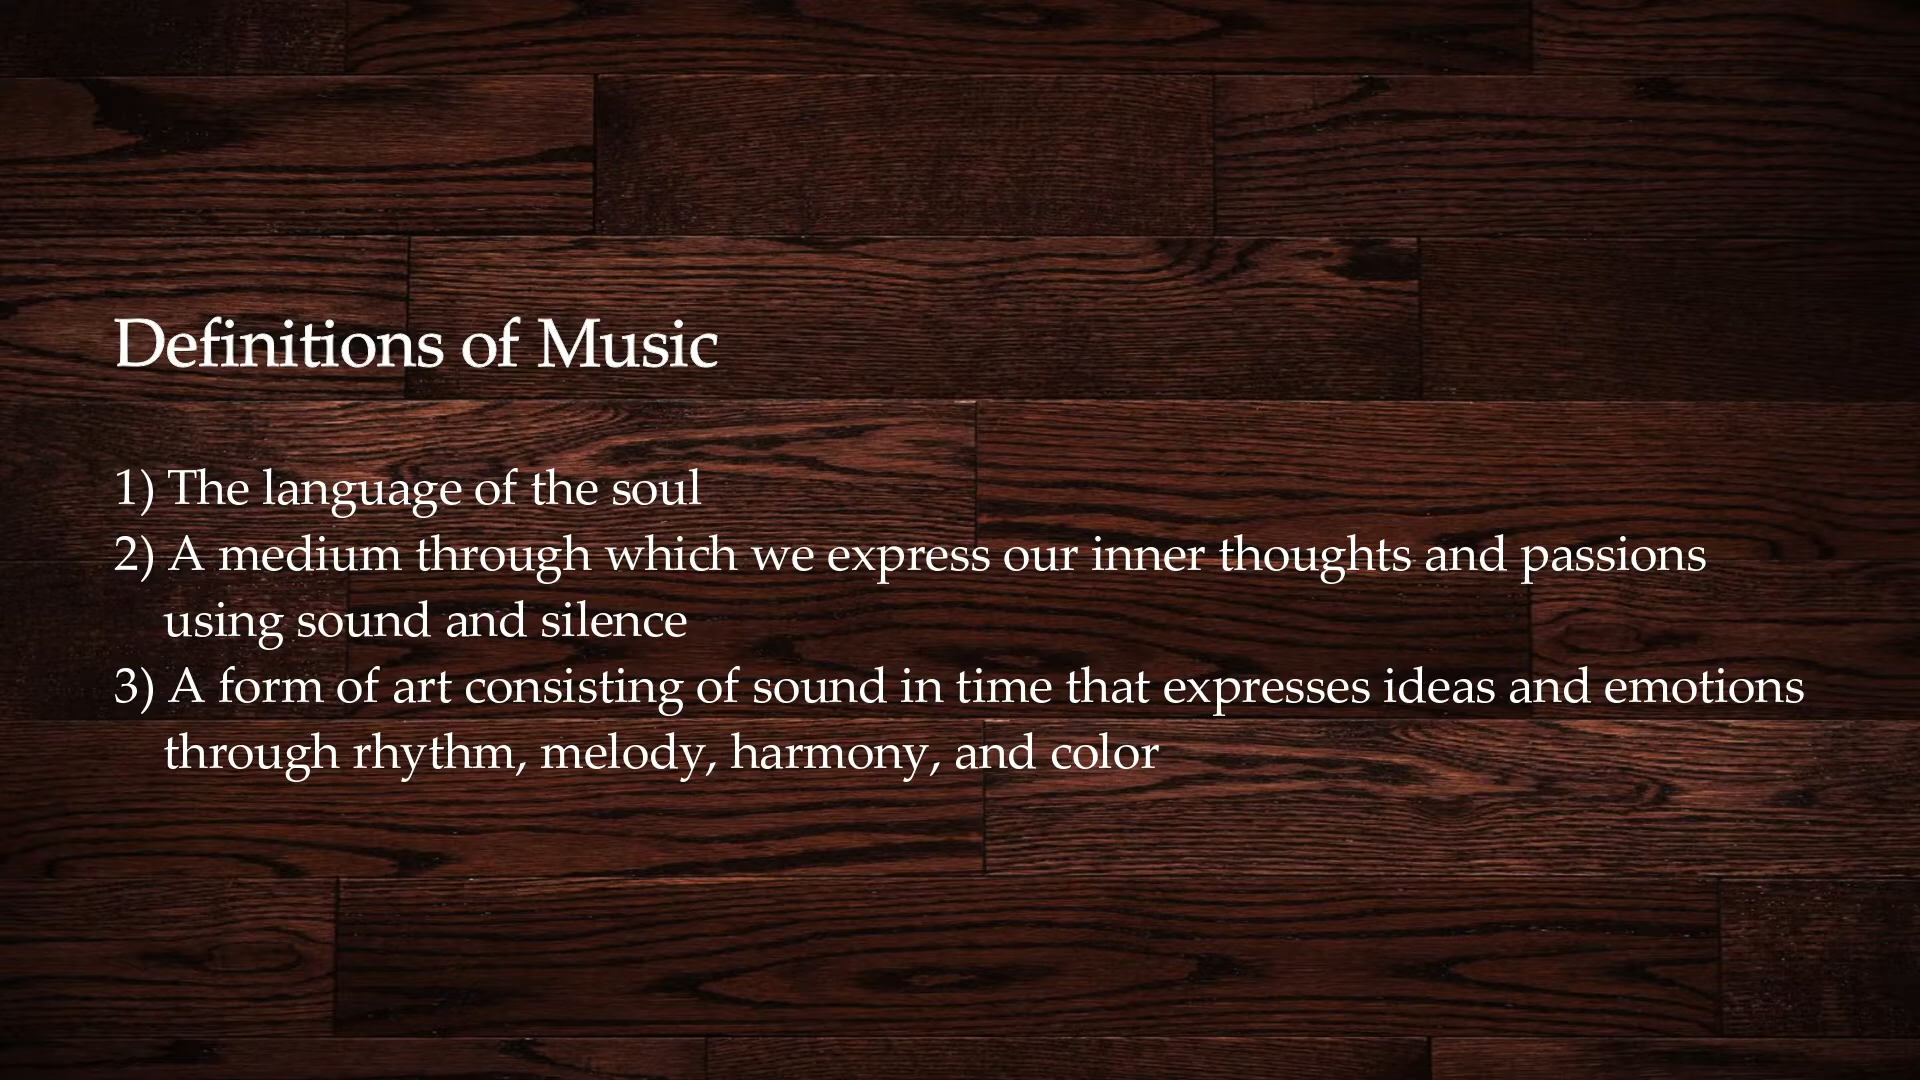 Definitions of Music
1) The language of the soul
2) A medium through which we express our inner thoughts and passions
using sound and silence
3) A form of art consisting of sound in time that expresses ideas and emotions
through rhythm, melody, harmony, and color